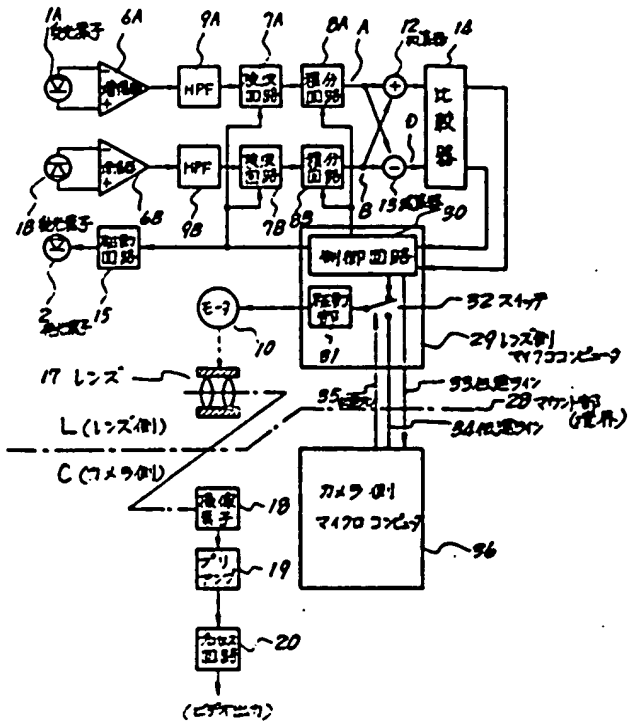 1A 受光素子
6A
増幅器
9A
HPF
7A
検波
回路
8A
積分
回路
A
12
加算器
+
14
比較器
1B 受光素子
6B
9B
HPF
7B
検波
回路
8B
積分
回路
B
D
−
13 減算器
30
制御回路
2
発光素子
駆動
回路
15
モータ
10
駆動
部
31
32 スイッチ
29 レンズ側
マイクロコンピュータ
17 レンズ
35
33 伝達ライン
28 マウント部
(境界)
34 伝達ライン
L (レンズ側)
C (カメラ側)
カメラ側
マイクロコンピュータ
36
撮像
素子
18
プリ
アンプ
19
プロセス
回路
20
(ビデオ出力)